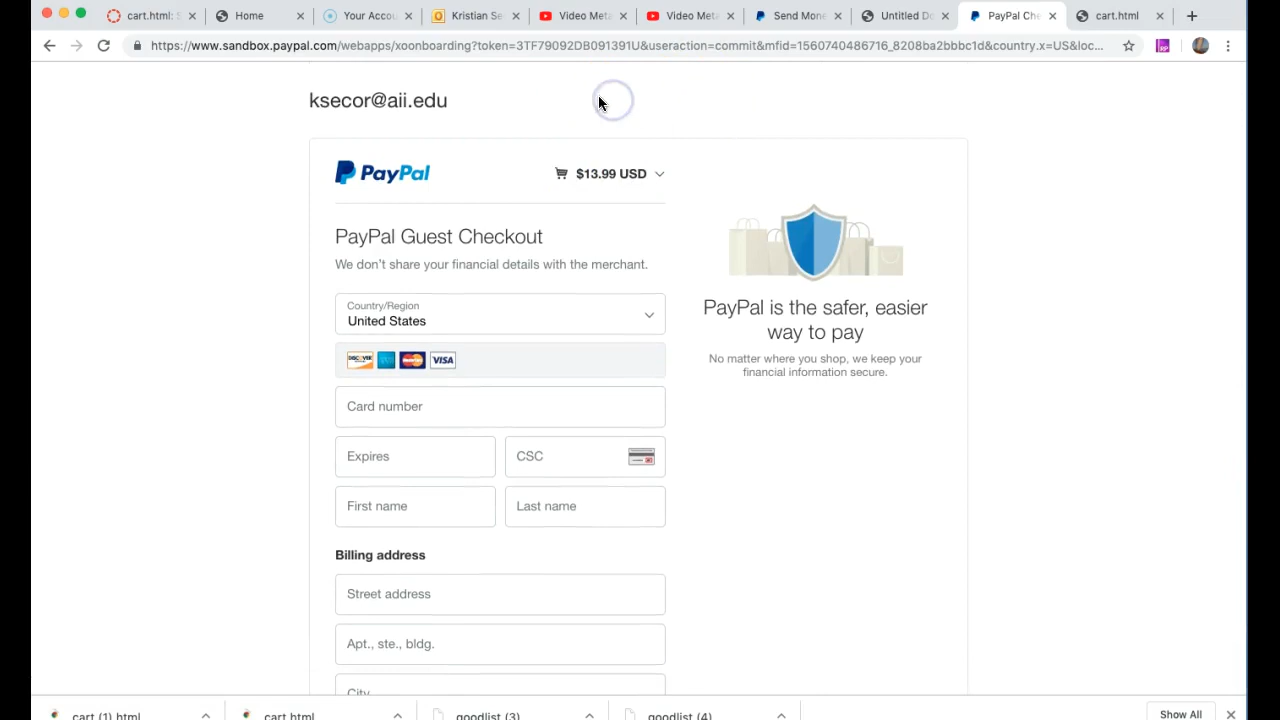 cart.html: S
Home
Your Accou
Kristian Se
Video Meta
Video Meta
Send Mone
Untitled Do
PayPal Che
cart.html
https://www.sandbox.paypal.com/webapps/xoonboarding?token=3TF79092DB091391U&useraction=commit&mfid=1560740486716_8208ba2bbbc1d&country.x=US&loc...
ksecor@aii.edu
PayPal
$13.99 USD
PayPal Guest Checkout
We don't share your financial details with the merchant.
Country/Region
United States
DISCOVER
MasterCard
VISA
Card number
Expires
CSC
First name
Last name
Billing address
Street address
Apt., ste., bldg.
City
PayPal is the safer, easier
way to pay
No matter where you shop, we keep your
financial information secure.
cart (1).html
cart.html
goodlist (3)
goodlist (4)
Show All